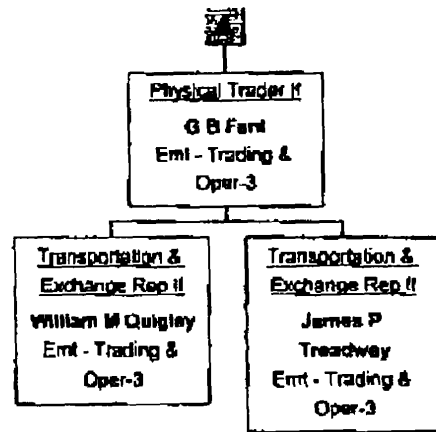 Physical Trader II
G B Fant
Emt - Trading &
Oper-3
Transportation &
Exchange Rep II
William M Quigley
Emt - Trading &
Oper-3
Transportation &
Exchange Rep II
James P
Treadway
Emt - Trading &
Oper-3